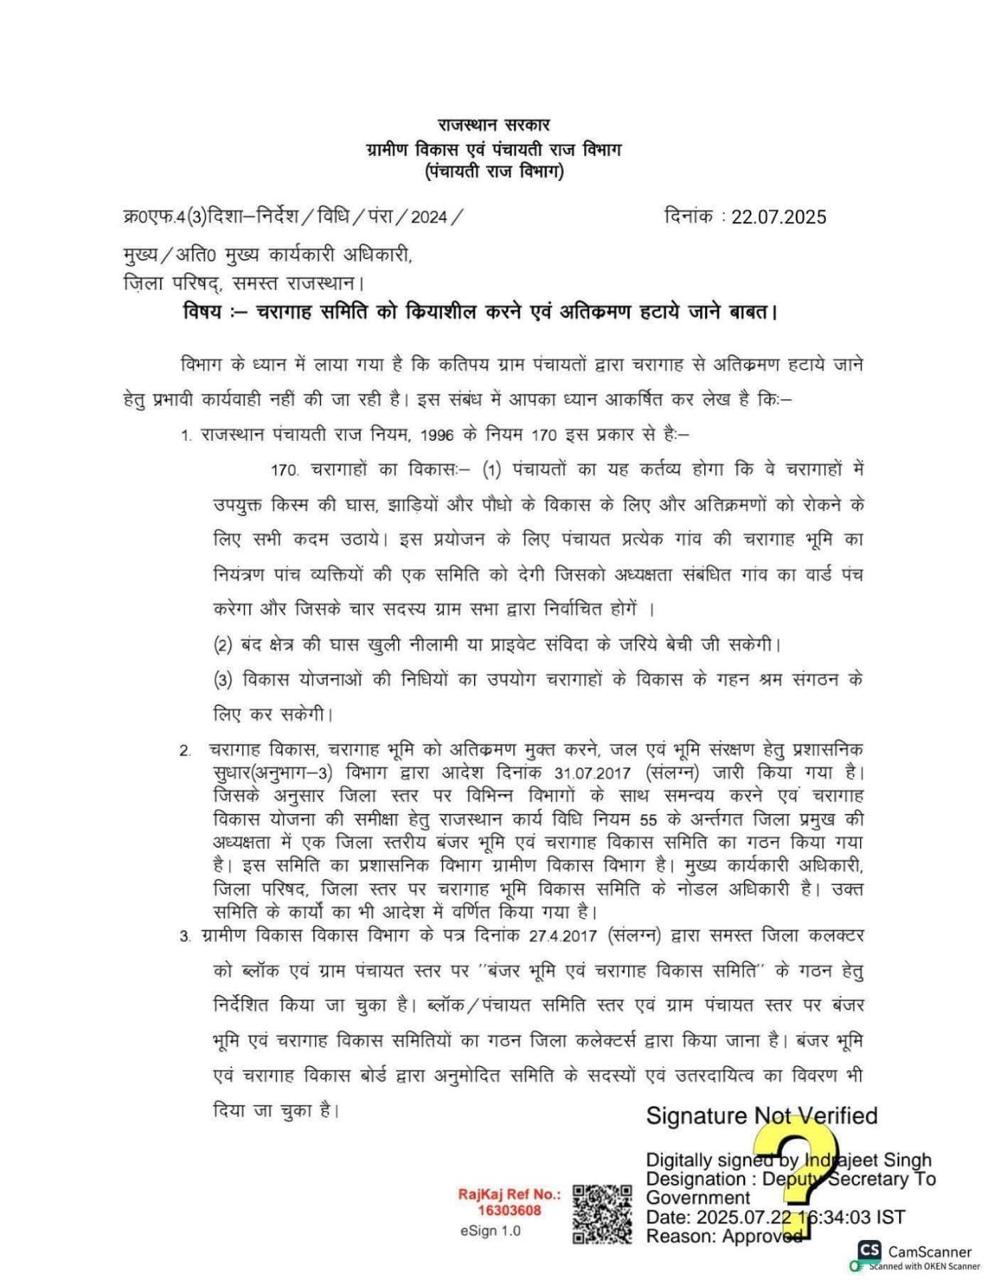 राजस्थान सरकार
ग्रामीण विकास एवं पंचायती राज विभाग
(पंचायती राज विभाग)
क्र0एफ.4(3)दिशा–निर्देश/विधि/पंरा/2024/ दिनांक : 22.07.2025
मुख्य/अति0 मुख्य कार्यकारी अधिकारी,
जिला परिषद्, समस्त राजस्थान।
विषय :– चरागाह समिति को क्रियाशील करने एवं अतिक्रमण हटाये जाने बाबत।
विभाग के ध्यान में लाया गया है कि कतिपय ग्राम पंचायतों द्वारा चरागाह से अतिक्रमण हटाये जाने
हेतु प्रभावी कार्यवाही नहीं की जा रही है। इस संबंध में आपका ध्यान आकर्षित कर लेख है किः–
1. राजस्थान पंचायती राज नियम, 1996 के नियम 170 इस प्रकार से हैः–
170. चरागाहों का विकासः– (1) पंचायतों का यह कर्तव्य होगा कि वे चरागाहों में
उपयुक्त किस्म की घास, झाड़ियों और पौधो के विकास के लिए और अतिक्रमणों को रोकने के
लिए सभी कदम उठाये। इस प्रयोजन के लिए पंचायत प्रत्येक गांव की चरागाह भूमि का
नियंत्रण पांच व्यक्तियों की एक समिति को देगी जिसको अध्यक्षता संबंधित गांव का वार्ड पंच
करेगा और जिसके चार सदस्य ग्राम सभा द्वारा निर्वाचित होगें ।
(2) बंद क्षेत्र की घास खुली नीलामी या प्राइवेट संविदा के जरिये बेची जी सकेगी।
(3) विकास योजनाओं की निधियों का उपयोग चरागाहों के विकास के गहन श्रम संगठन के
लिए कर सकेगी।
2. चरागाह विकास, चरागाह भूमि को अतिक्रमण मुक्त करने, जल एवं भूमि संरक्षण हेतु प्रशासनिक
सुधार(अनुभाग–3) विभाग द्वारा आदेश दिनांक 31.07.2017 (संलग्न) जारी किया गया है।
जिसके अनुसार जिला स्तर पर विभिन्न विभागों के साथ समन्वय करने एवं चरागाह
विकास योजना की समीक्षा हेतु राजस्थान कार्य विधि नियम 55 के अर्न्तगत जिला प्रमुख की
अध्यक्षता में एक जिला स्तरीय बंजर भूमि एवं चरागाह विकास समिति का गठन किया गया
है। इस समिति का प्रशासनिक विभाग ग्रामीण विकास विभाग है। मुख्य कार्यकारी अधिकारी,
जिला परिषद, जिला स्तर पर चरागाह भूमि विकास समिति के नोडल अधिकारी है। उक्त
समिति के कार्यों का भी आदेश में वर्णित किया गया है।
3. ग्रामीण विकास विकास विभाग के पत्र दिनांक 27.4.2017 (संलग्न) द्वारा समस्त जिला कलक्टर
को ब्लॉक एवं ग्राम पंचायत स्तर पर "बंजर भूमि एवं चरागाह विकास समिति" के गठन हेतु
निर्देशित किया जा चुका है। ब्लॉक/पंचायत समिति स्तर एवं ग्राम पंचायत स्तर पर बंजर
भूमि एवं चरागाह विकास समितियों का गठन जिला कलेक्टर्स द्वारा किया जाना है। बंजर भूमि
एवं चरागाह विकास बोर्ड द्वारा अनुमोदित समिति के सदस्यों एवं उतरदायित्व का विवरण भी
दिया जा चुका है।
Signature Not Verified
Digitally signed by Indrajeet Singh
Designation : Deputy Secretary To
Government
Date: 2025.07.22 16:34:03 IST
Reason: Approved
RajKaj Ref No.:
16303608
eSign 1.0
CS CamScanner
Scanned with OKEN Scanner